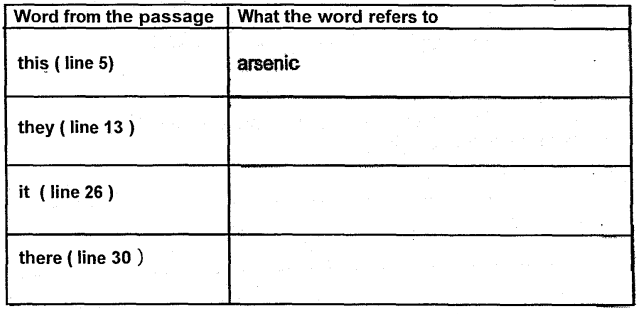 Word from the passage What the word refers to
this ( line 5) arsenic
they ( line 13 )
it ( line 26 )
there ( line 30 )